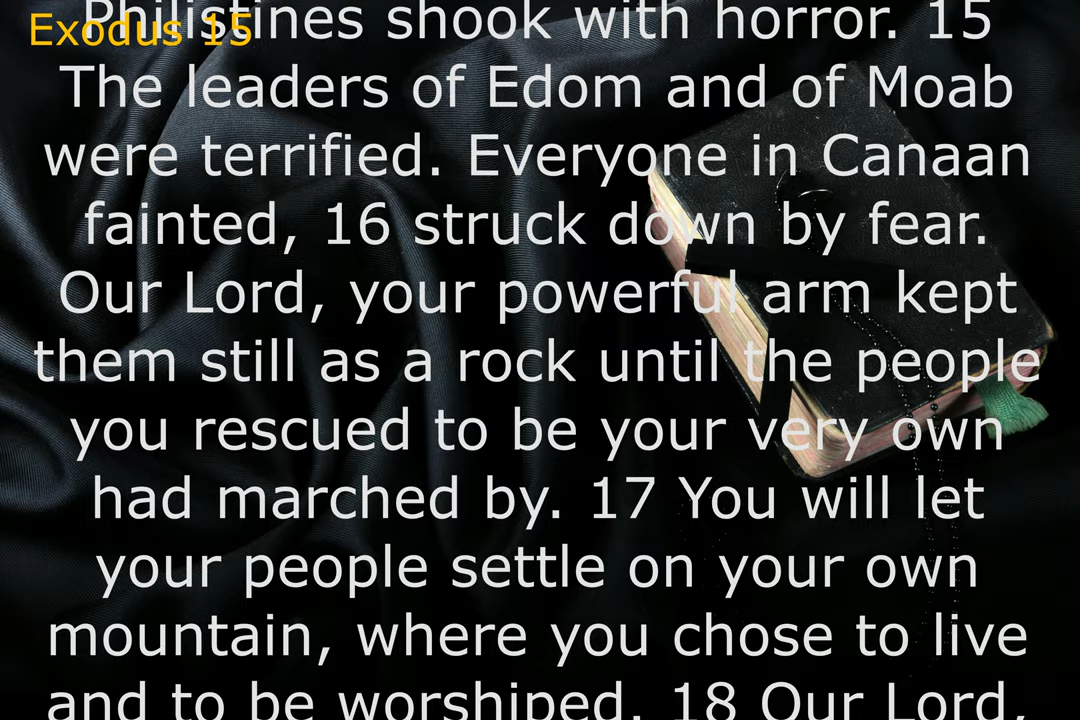 Exodus 15
Philistines shook with horror. 15
The leaders of Edom and of Moab
were terrified. Everyone in Canaan
fainted, 16 struck down by fear.
Our Lord, your powerful arm kept
them still as a rock until the people
you rescued to be your very own
had marched by. 17 You will let
your people settle on your own
mountain, where you chose to live
and to be worshiped. 18 Our Lord,